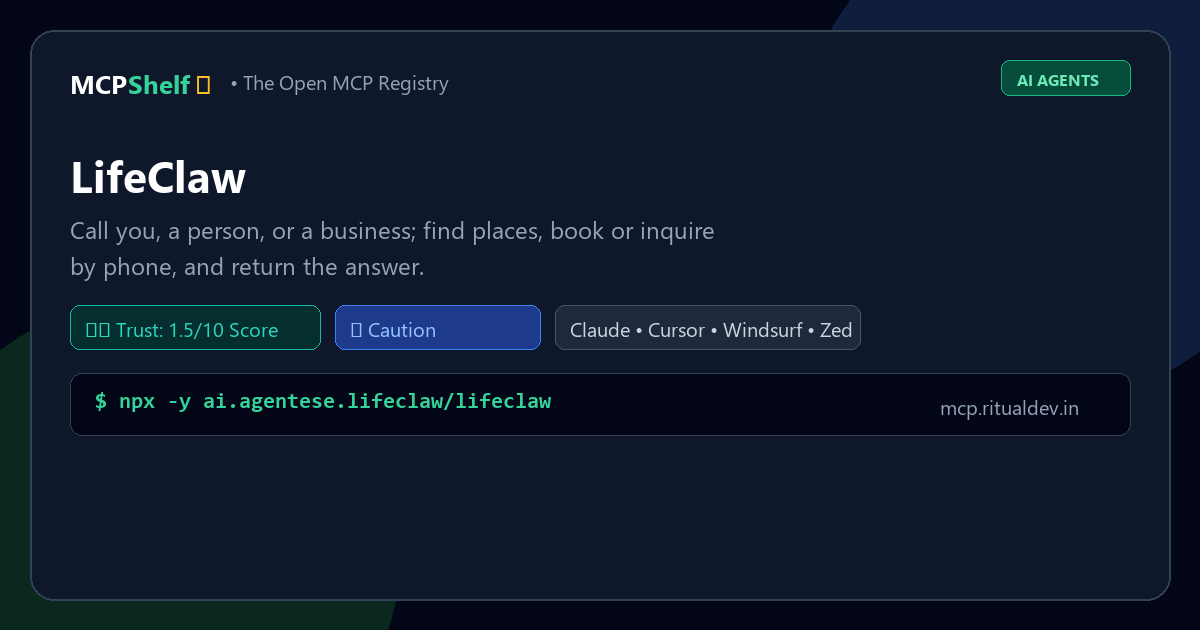 MCPShelf • The Open MCP Registry
AI AGENTS
LifeClaw
Call you, a person, or a business; find places, book or inquire
by phone, and return the answer.
Trust: 1.5/10 Score
Caution
Claude • Cursor • Windsurf • Zed
$ npx -y ai.agentese.lifeclaw/lifeclaw
mcp.ritualdev.in